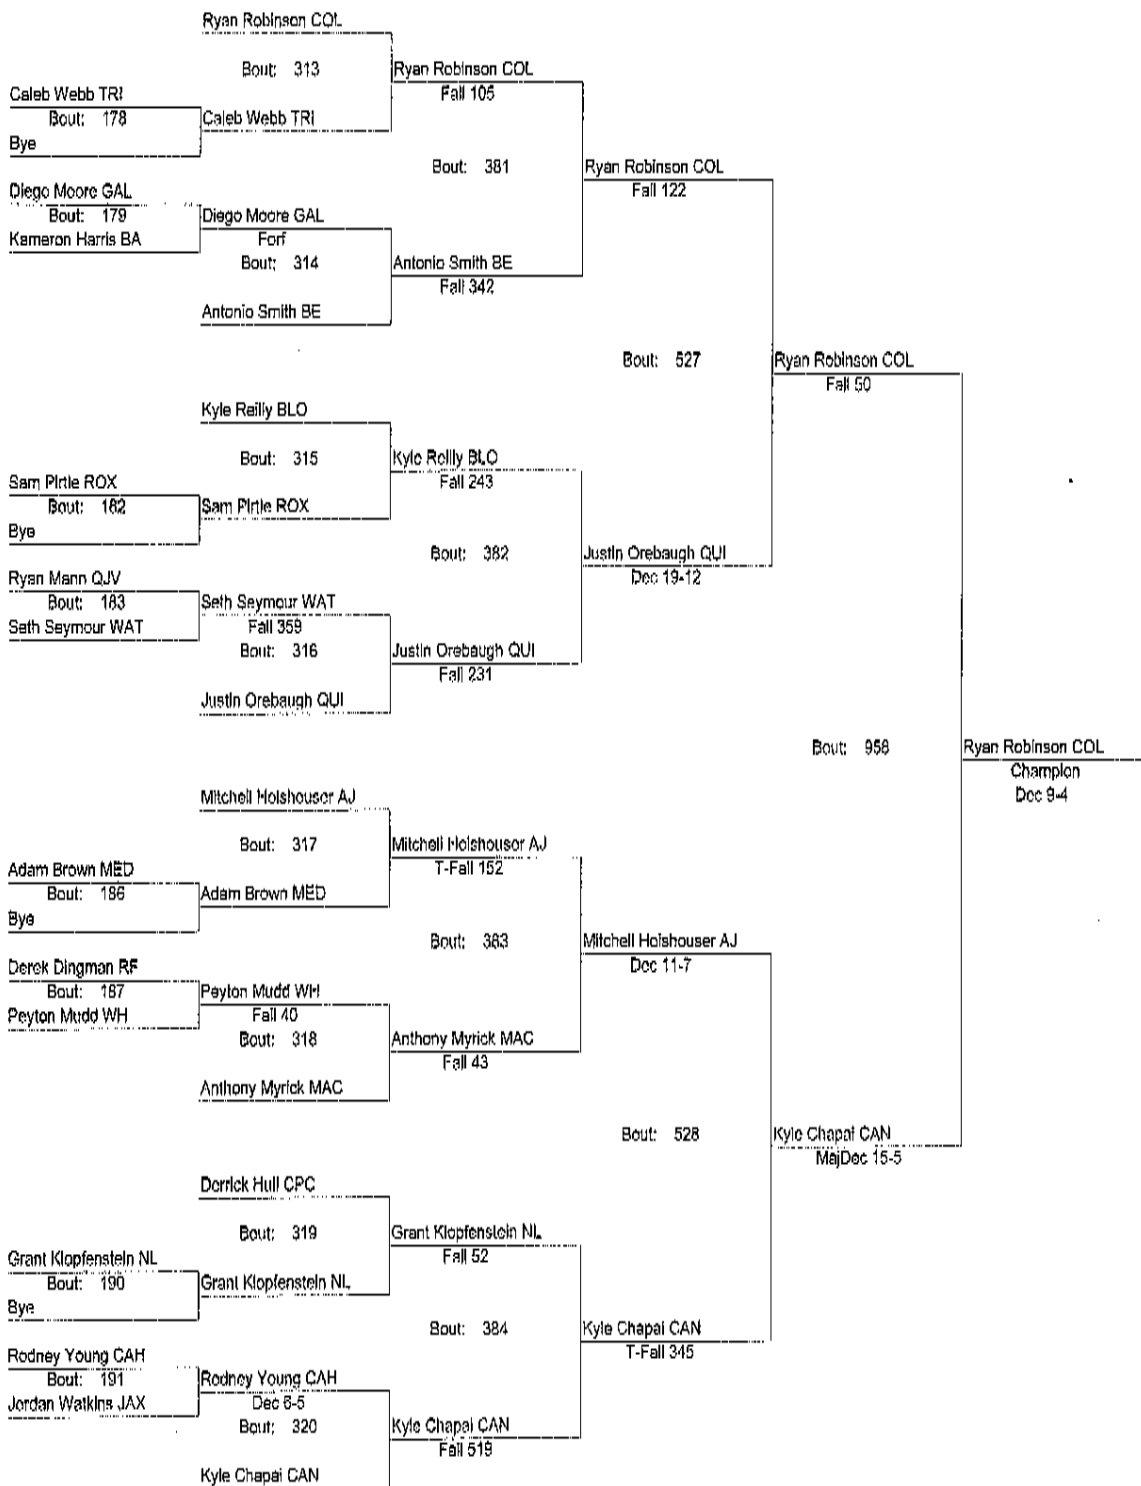 Ryan Robinson COL
Bout: 313
Ryan Robinson COL
Fall 105
Caleb Webb TRI
Bout: 178
Caleb Webb TRI
Bye
Bout: 381
Ryan Robinson COL
Fall 122
Diego Moore GAL
Bout: 179
Diego Moore GAL
Forf
Kameron Harris BA
Bout: 314
Antonio Smith BE
Fall 342
Antonio Smith BE
Bout: 527
Ryan Robinson COL
Fall 50
Kyle Reilly BLO
Bout: 315
Kyle Reilly BLO
Fall 243
Sam Pirtle ROX
Bout: 182
Sam Pirtle ROX
Bye
Bout: 382
Justin Orebaugh QUI
Dec 19-12
Ryan Mann QJV
Bout: 183
Seth Seymour WAT
Fall 359
Seth Seymour WAT
Bout: 316
Justin Orebaugh QUI
Fall 231
Justin Orebaugh QUI
Bout: 958
Ryan Robinson COL
Champion
Dec 9-4
Mitchell Holshouser AJ
Bout: 317
Mitchell Holshouser AJ
T-Fall 152
Adam Brown MED
Bout: 186
Adam Brown MED
Bye
Bout: 383
Mitchell Holshouser AJ
Dec 11-7
Derek Dingman RF
Bout: 187
Peyton Mudd WH
Fall 40
Peyton Mudd WH
Bout: 318
Anthony Myrick MAC
Fall 43
Anthony Myrick MAC
Bout: 528
Kyle Chapai CAN
MajDec 15-5
Derrick Hull CPC
Bout: 319
Grant Klopfenstein NL
Fall 52
Grant Klopfenstein NL
Bout: 190
Grant Klopfenstein NL
Bye
Bout: 384
Kyle Chapai CAN
T-Fall 345
Rodney Young CAH
Bout: 191
Rodney Young CAH
Dec 6-5
Jordan Watkins JAX
Bout: 320
Kyle Chapai CAN
Fall 519
Kyle Chapai CAN